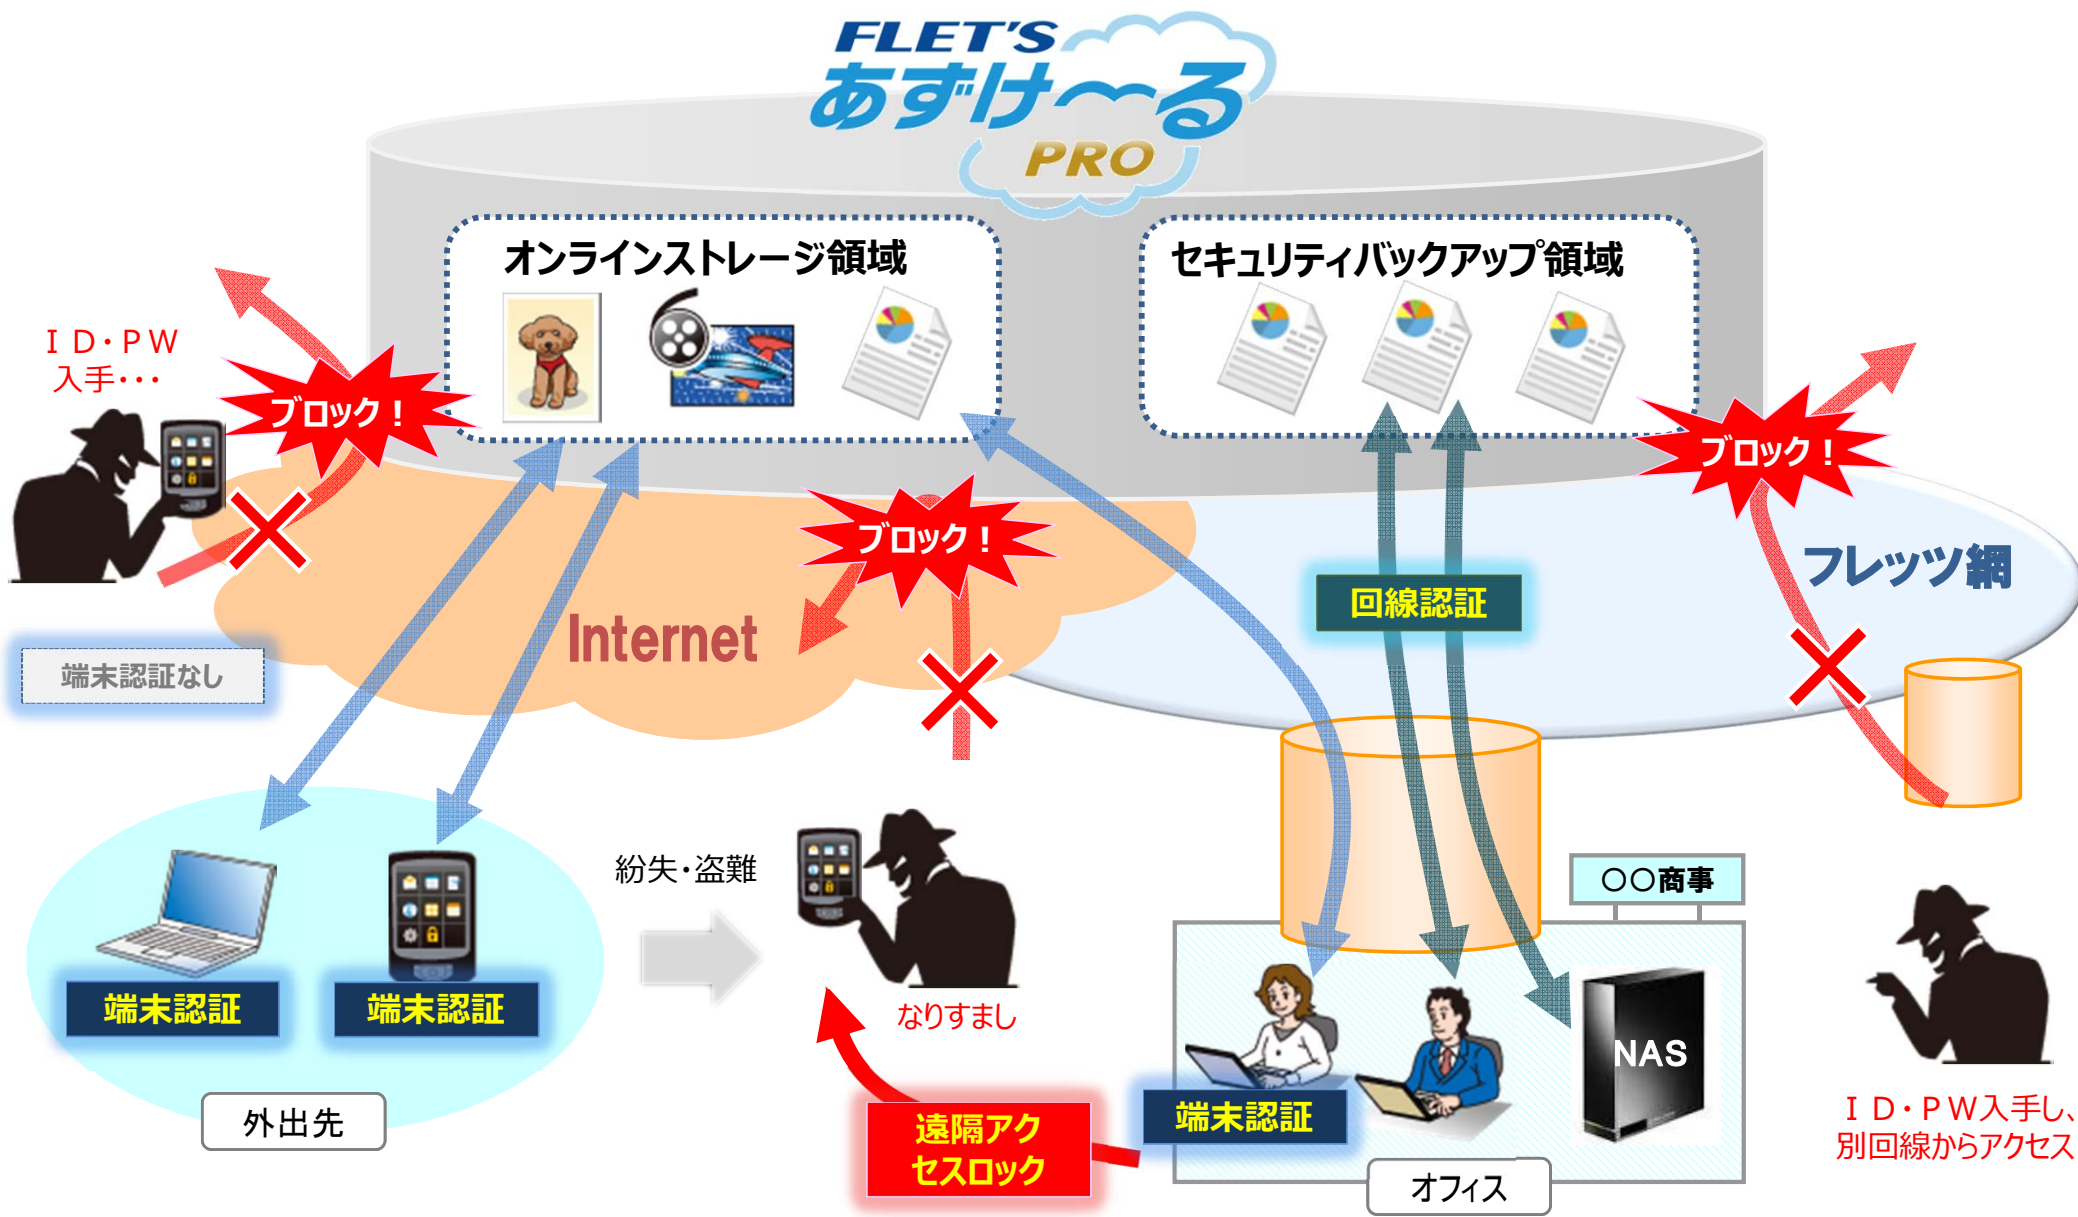 FLET'S
あずけ～る
PRO
オンラインストレージ領域
セキュリティバックアップ領域
ＩＤ・ＰＷ
入手・・・
ブロック！
ブロック！
ブロック！
フレッツ網
回線認証
Internet
端末認証なし
紛失・盗難
〇〇商事
端末認証
端末認証
なりすまし
NAS
外出先
遠隔アク
セスロック
端末認証
オフィス
ＩＤ・ＰＷ入手し、
別回線からアクセス